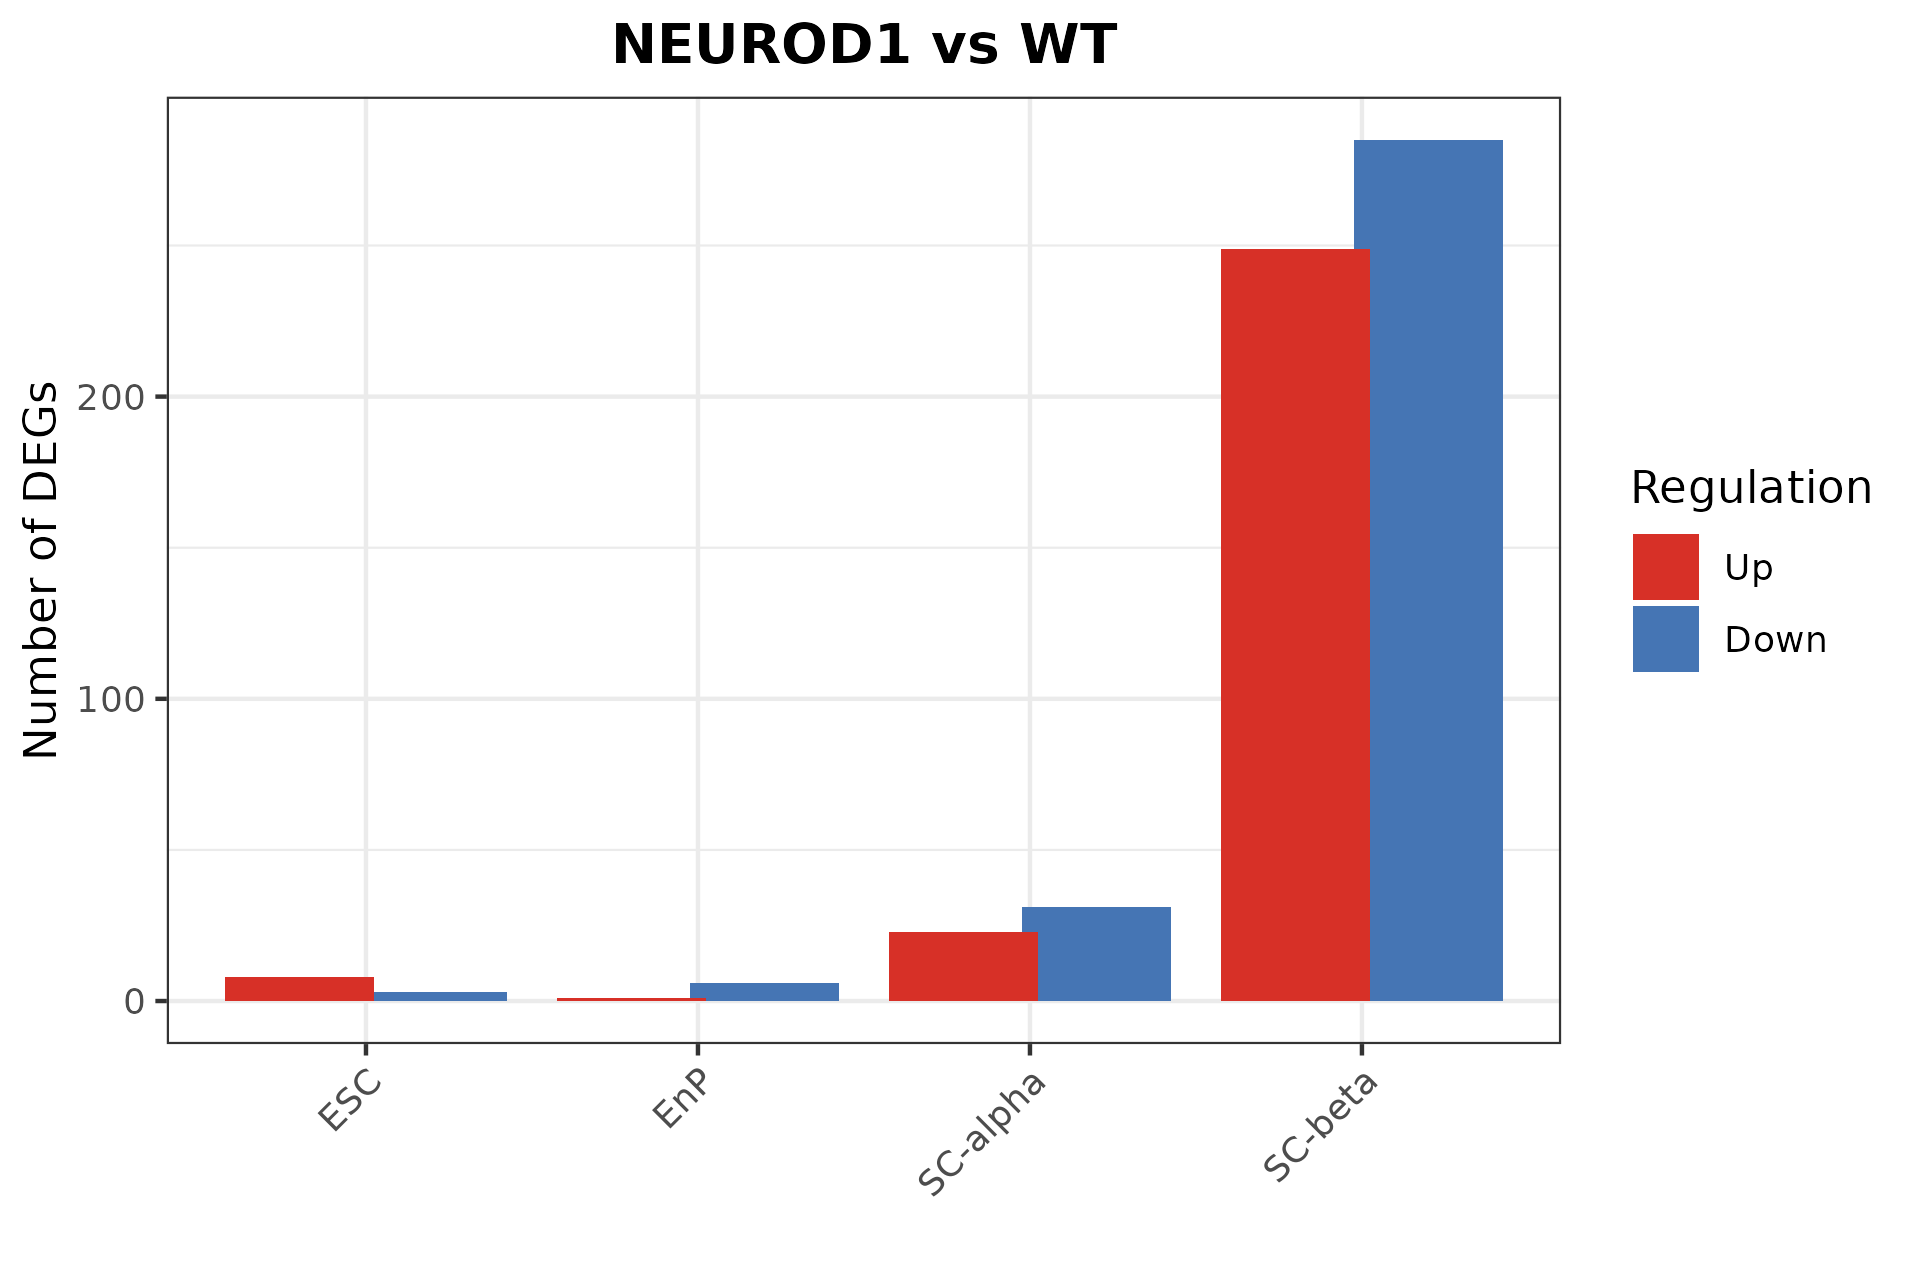 NEUROD1 vs WT
Number of DEGs
200
100
0
ESC
EnP
SC-alpha
SC-beta
Regulation
Up
Down